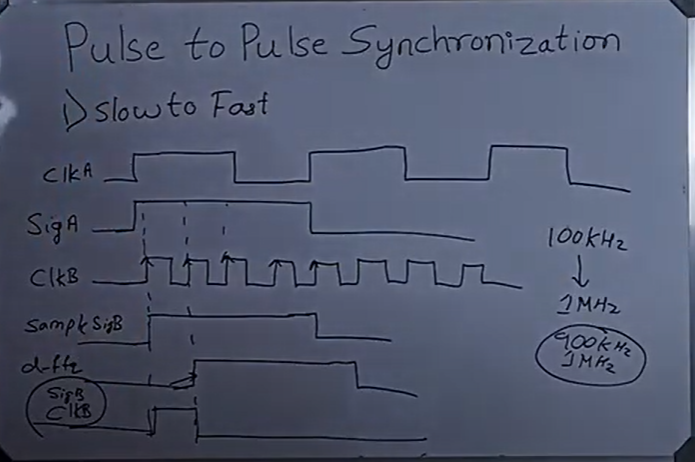 Pulse to Pulse Synchronization
1) Slow to Fast
ClkA
SigA
ClkB
Sampl SigB
d-ff2
SigB
ClkB
100KHz
↓
1MHz
900KHz
1MHz